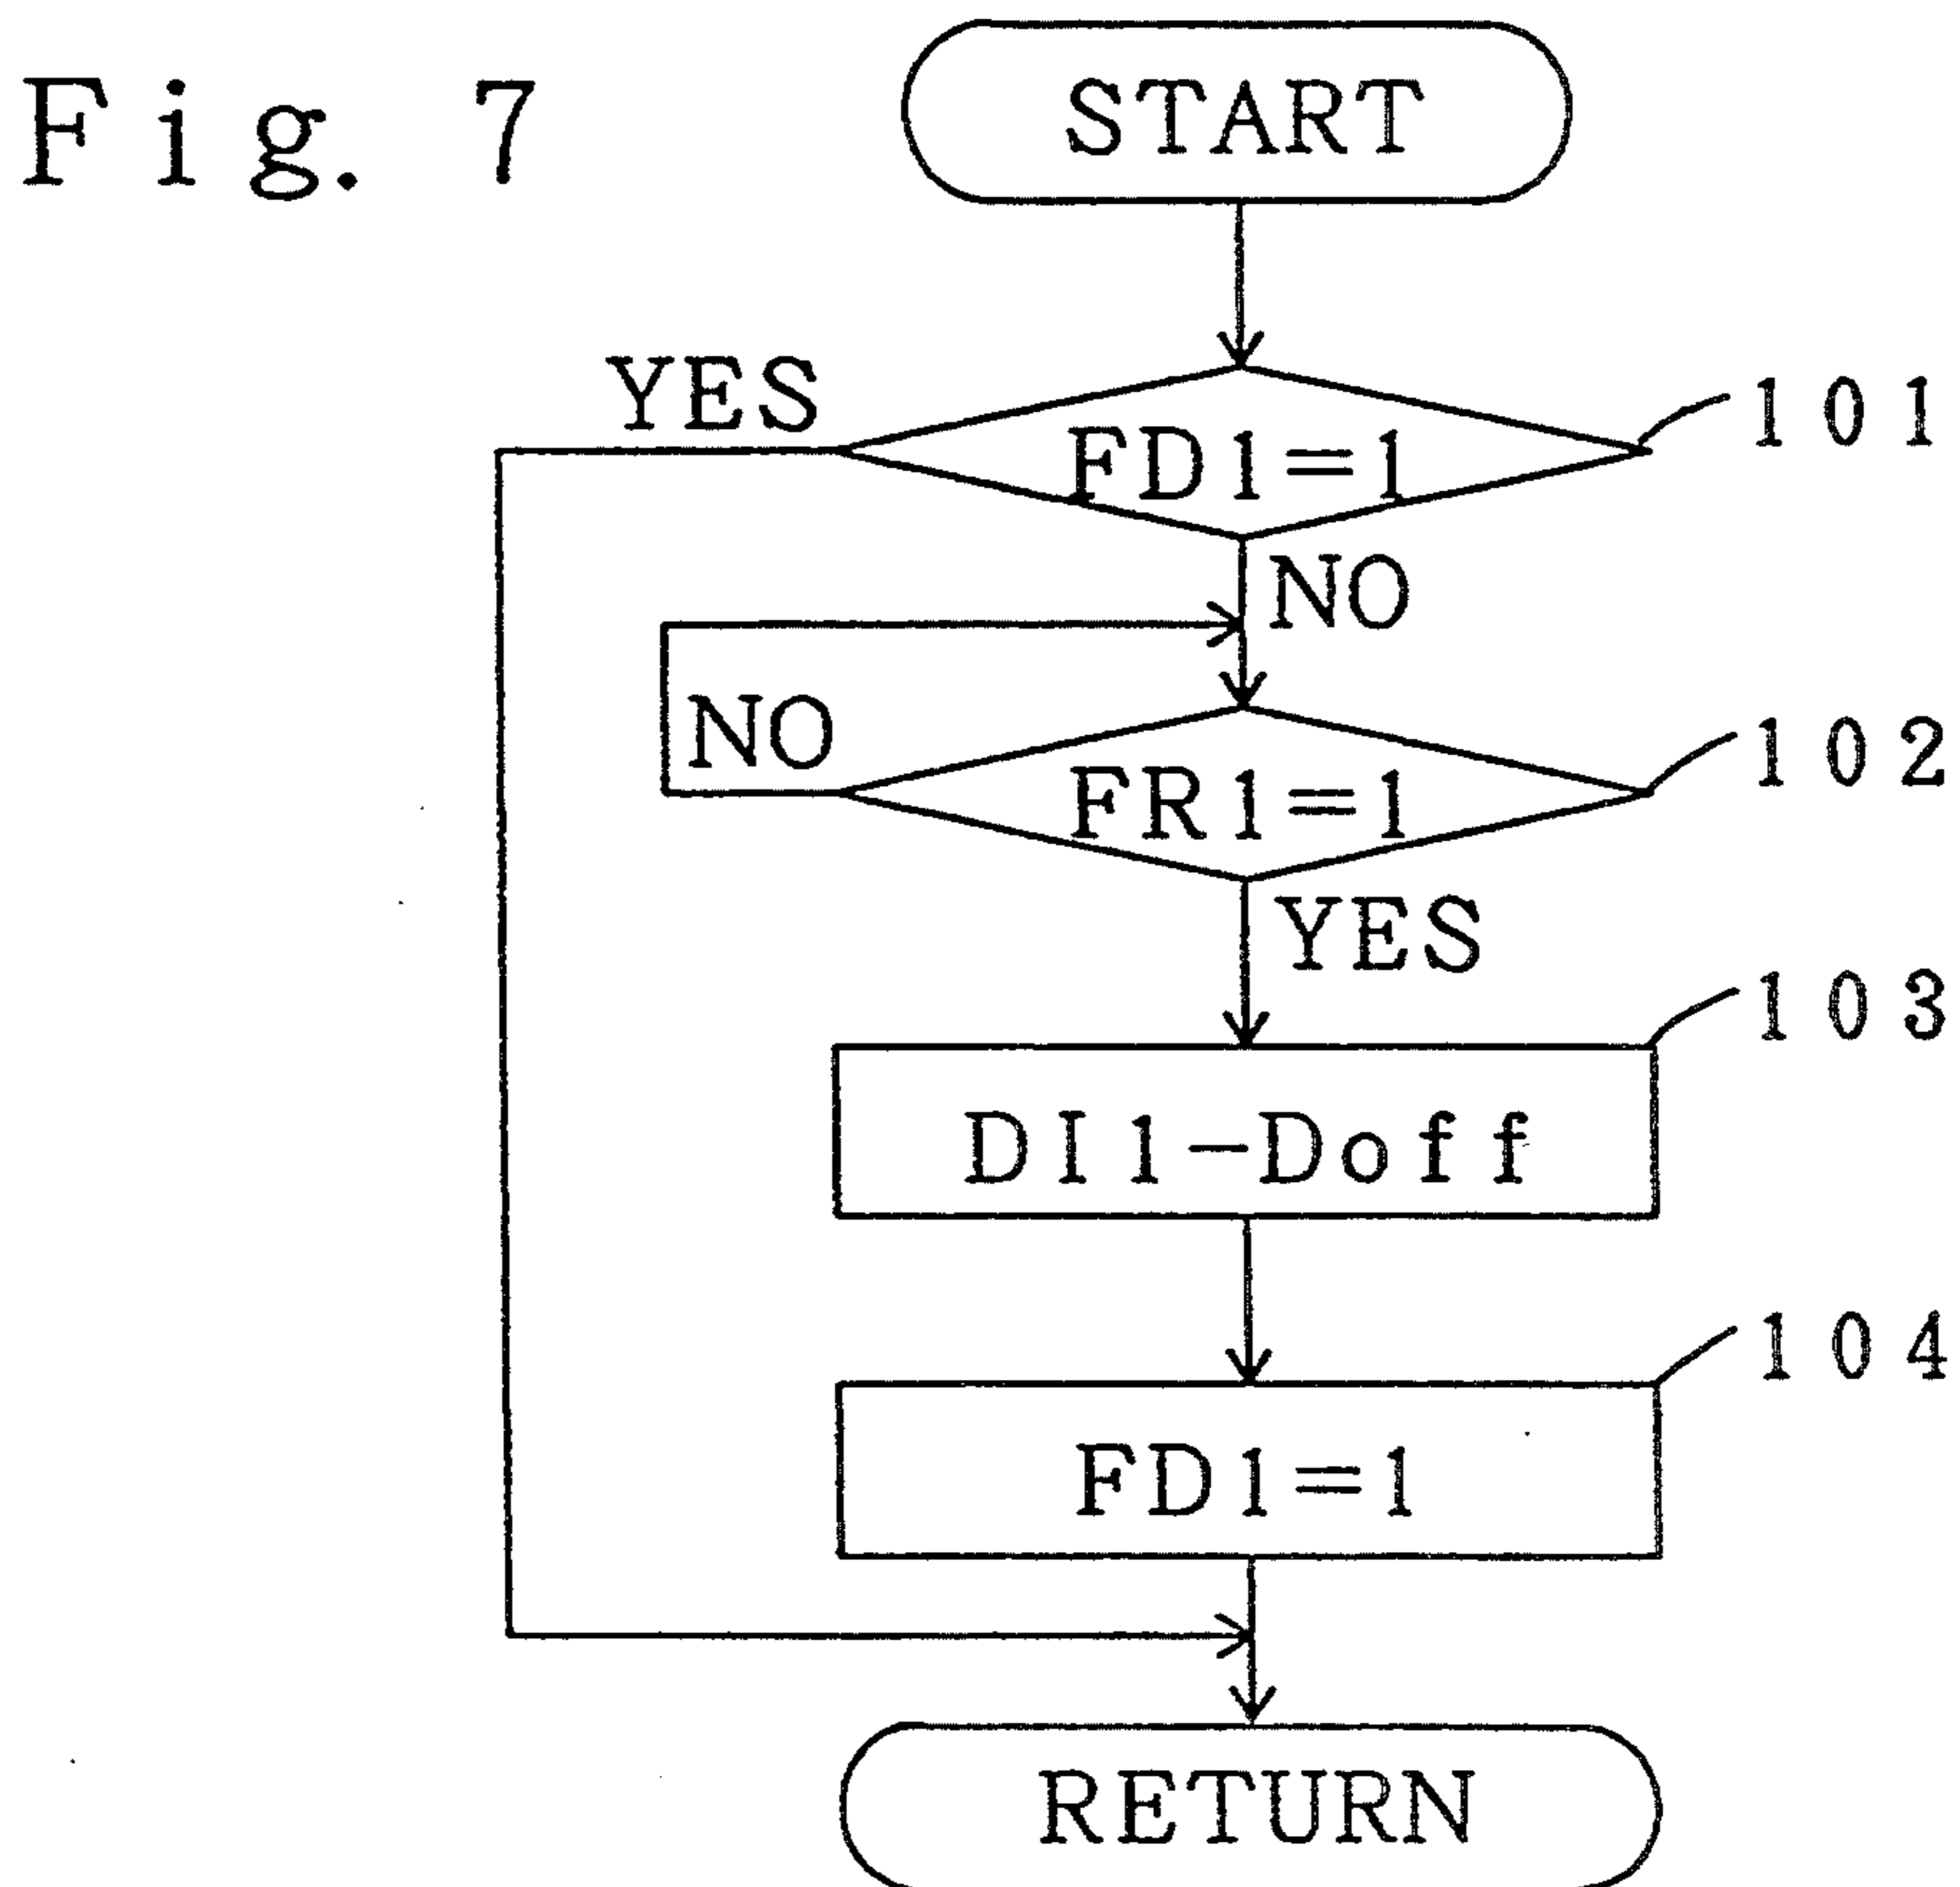 Fig. 7
START
YES
FD1=1
101
NO
NO
FR1=1
102
YES
103
DI1-Doff
104
FD1=1
RETURN